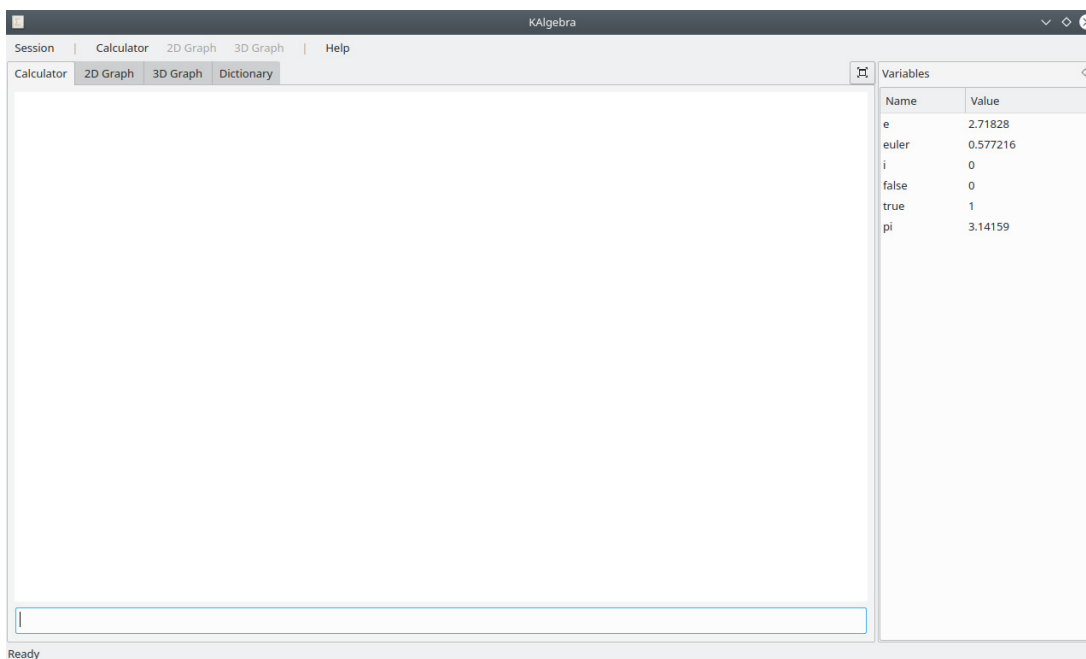 KAlgebra
Session | Calculator 2D Graph 3D Graph | Help
Calculator 2D Graph 3D Graph Dictionary
Variables
Name Value
e 2.71828
euler 0.577216
i 0
false 0
true 1
pi 3.14159
Ready